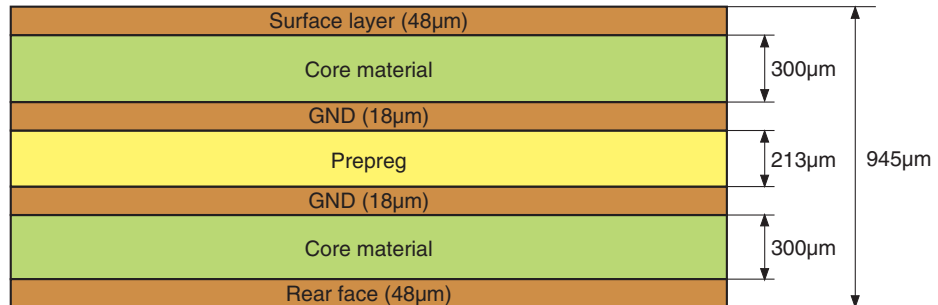 Surface layer (48μm)
Core material
300μm
GND (18μm)
Prepreg
213μm
945μm
GND (18μm)
Core material
300μm
Rear face (48μm)